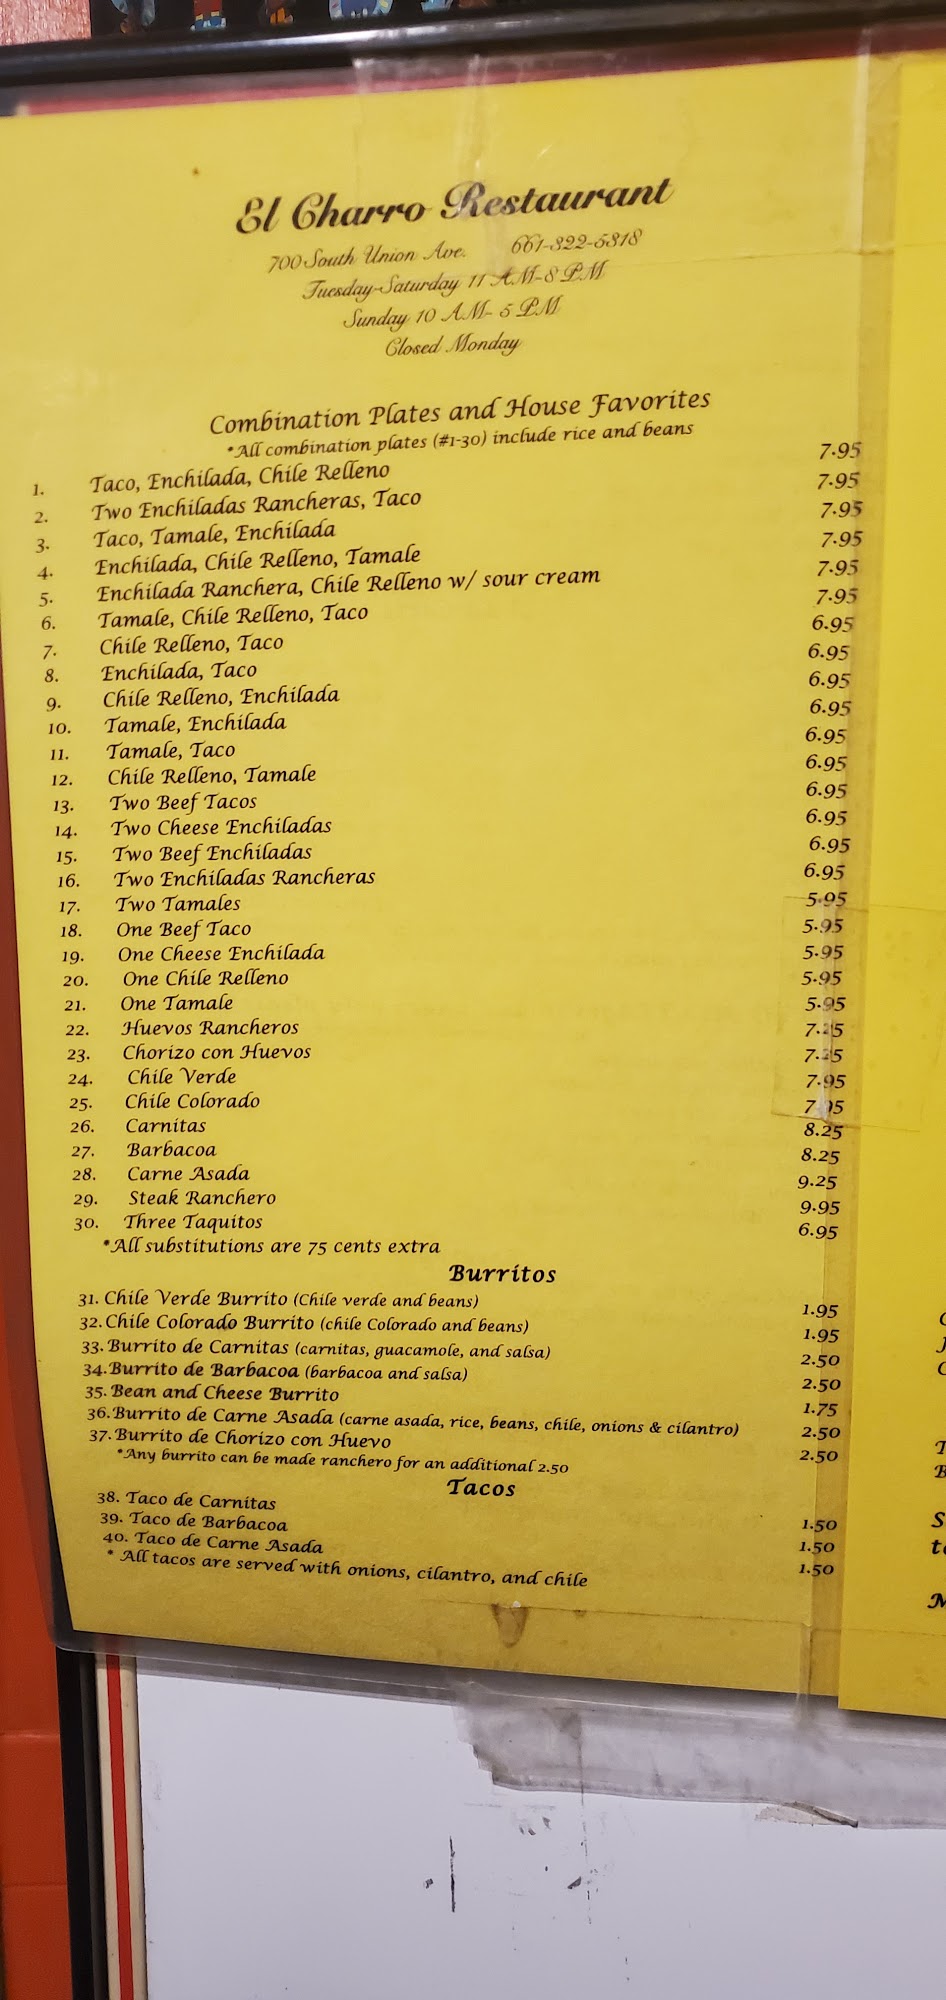 El Charro Restaurant
700 South Union Ave. 661-322-5318
Tuesday-Saturday 11 AM-8 PM
Sunday 10 AM- 5 PM
Closed Monday
Combination Plates and House Favorites
*All combination plates (#1-30) include rice and beans
1. Taco, Enchilada, Chile Relleno 7.95
2. Two Enchiladas Rancheras, Taco 7.95
3. Taco, Tamale, Enchilada 7.95
4. Enchilada, Chile Relleno, Tamale 7.95
5. Enchilada Ranchera, Chile Relleno w/ sour cream 7.95
6. Tamale, Chile Relleno, Taco 7.95
7. Chile Relleno, Taco 6.95
8. Enchilada, Taco 6.95
9. Chile Relleno, Enchilada 6.95
10. Tamale, Enchilada 6.95
11. Tamale, Taco 6.95
12. Chile Relleno, Tamale 6.95
13. Two Beef Tacos 6.95
14. Two Cheese Enchiladas 6.95
15. Two Beef Enchiladas 6.95
16. Two Enchiladas Rancheras 6.95
17. Two Tamales 5.95
18. One Beef Taco 5.95
19. One Cheese Enchilada 5.95
20. One Chile Relleno 5.95
21. One Tamale 5.95
22. Huevos Rancheros 7.25
23. Chorizo con Huevos 7.25
24. Chile Verde 7.95
25. Chile Colorado 7.95
26. Carnitas 8.25
27. Barbacoa 8.25
28. Carne Asada 9.25
29. Steak Ranchero 9.95
30. Three Taquitos 6.95
*All substitutions are 75 cents extra
Burritos
31. Chile Verde Burrito (Chile verde and beans) 1.95
32. Chile Colorado Burrito (chile Colorado and beans) 1.95
33. Burrito de Carnitas (carnitas, guacamole, and salsa) 2.50
34. Burrito de Barbacoa (barbacoa and salsa) 2.50
35. Bean and Cheese Burrito 1.75
36. Burrito de Carne Asada (carne asada, rice, beans, chile, onions & cilantro) 2.50
37. Burrito de Chorizo con Huevo 2.50
*Any burrito can be made ranchero for an additional 2.50
Tacos
38. Taco de Carnitas 1.50
39. Taco de Barbacoa 1.50
40. Taco de Carne Asada 1.50
* All tacos are served with onions, cilantro, and chile